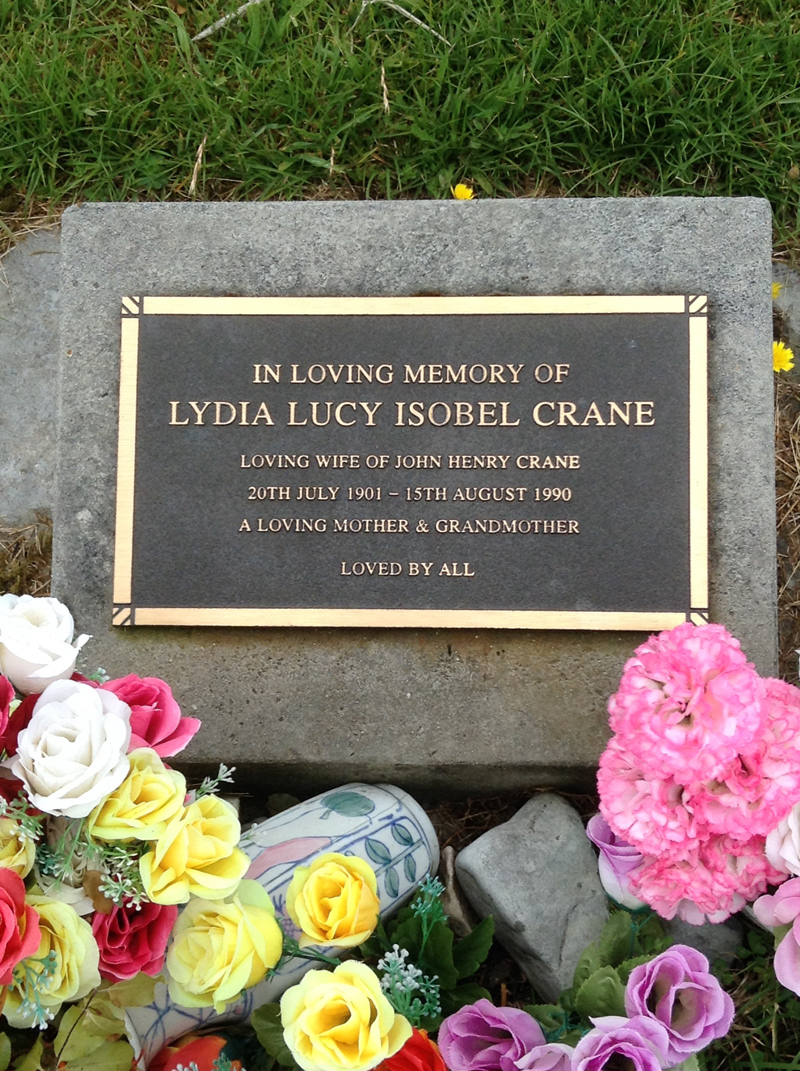 IN LOVING MEMORY OF
LYDIA LUCY ISOBEL CRANE
LOVING WIFE OF JOHN HENRY CRANE
20TH JULY 1901 – 15TH AUGUST 1990
A LOVING MOTHER & GRANDMOTHER
LOVED BY ALL